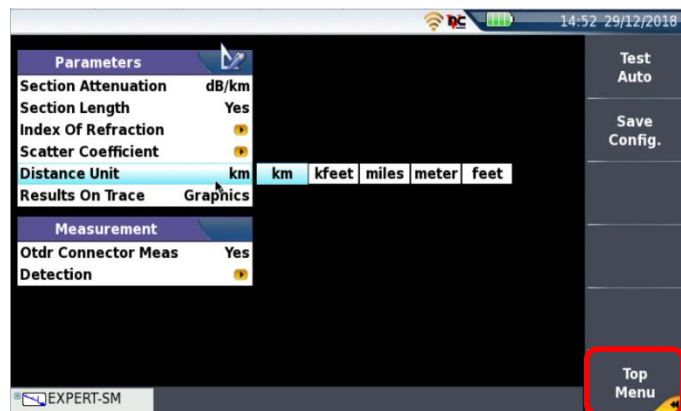 14:52 29/12/2018
Parameters
Section Attenuation dB/km
Section Length Yes
Index Of Refraction
Scatter Coefficient
Distance Unit km km kfeet miles meter feet
Results On Trace Graphics
Measurement
Otdr Connector Meas Yes
Detection
Test
Auto
Save
Config.
Top
Menu
EXPERT-SM